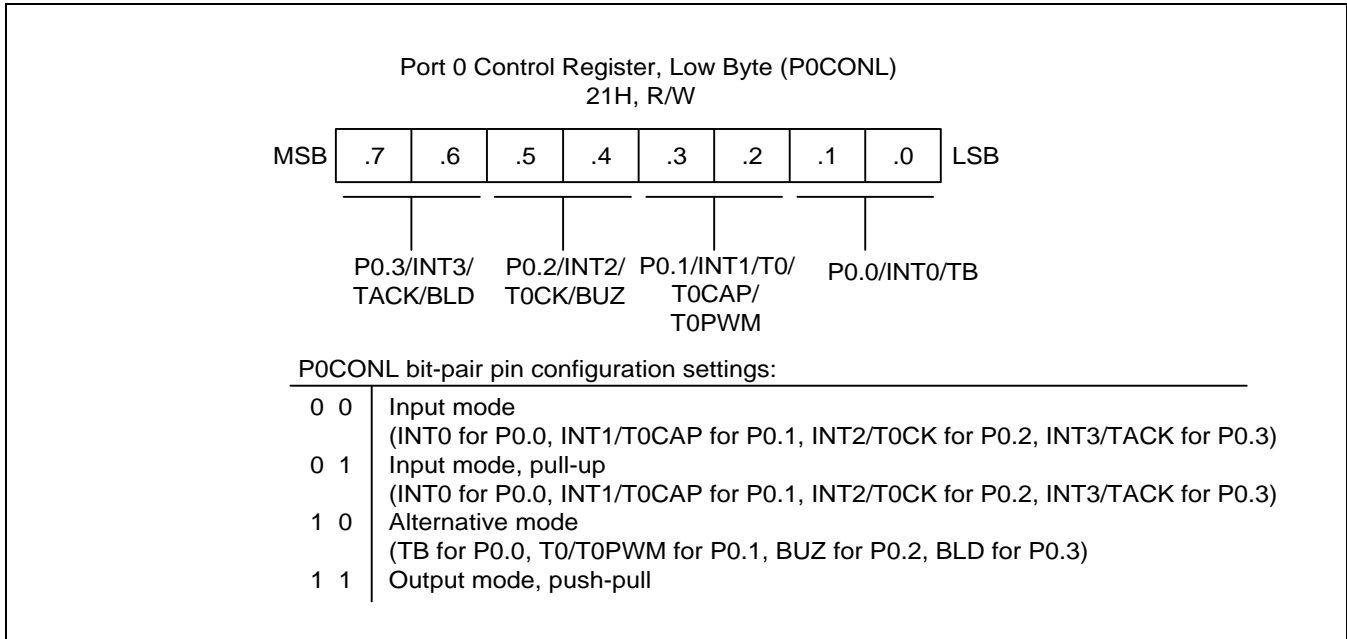 Port 0 Control Register, Low Byte (P0CONL)
21H, R/W
MSB .7 .6 .5 .4 .3 .2 .1 .0 LSB
P0.3/INT3/
TACK/BLD
P0.2/INT2/
T0CK/BUZ
P0.1/INT1/T0/
T0CAP/
T0PWM
P0.0/INT0/TB
P0CONL bit-pair pin configuration settings:
0 0 Input mode
(INT0 for P0.0, INT1/T0CAP for P0.1, INT2/T0CK for P0.2, INT3/TACK for P0.3)
0 1 Input mode, pull-up
(INT0 for P0.0, INT1/T0CAP for P0.1, INT2/T0CK for P0.2, INT3/TACK for P0.3)
1 0 Alternative mode
(TB for P0.0, T0/T0PWM for P0.1, BUZ for P0.2, BLD for P0.3)
1 1 Output mode, push-pull